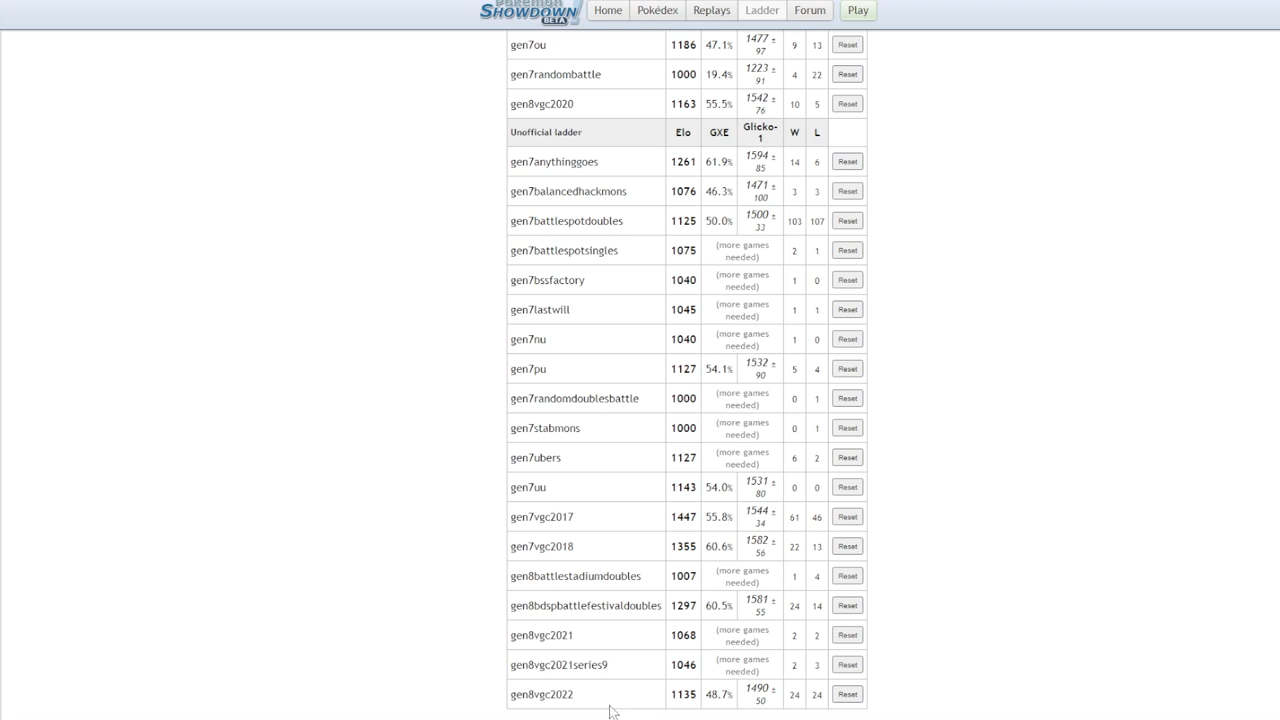 Pokémon
SHOWDOWN! BETA Home Pokédex Replays Ladder Forum Play
gen7ou 1186 47.1% 1477 ± 97 9 13 Reset
gen7randombattle 1000 19.4% 1223 ± 91 4 22 Reset
gen8vgc2020 1163 55.5% 1542 ± 76 10 5 Reset
Unofficial ladder Elo GXE Glicko-1 W L
gen7anythinggoes 1261 61.9% 1594 ± 85 14 6 Reset
gen7balancedhackmons 1076 46.3% 1471 ± 100 3 3 Reset
gen7battlespotdoubles 1125 50.0% 1500 ± 33 103 107 Reset
gen7battlespotsingles 1075 (more games needed) 2 1 Reset
gen7bssfactory 1040 (more games needed) 1 0 Reset
gen7lastwill 1045 (more games needed) 1 1 Reset
gen7nu 1040 (more games needed) 1 0 Reset
gen7pu 1127 54.1% 1532 ± 90 5 4 Reset
gen7randomdoublesbattle 1000 (more games needed) 0 1 Reset
gen7stabmons 1000 (more games needed) 0 1 Reset
gen7ubers 1127 (more games needed) 6 2 Reset
gen7uu 1143 54.0% 1531 ± 80 0 0 Reset
gen7vgc2017 1447 55.8% 1544 ± 34 61 46 Reset
gen7vgc2018 1355 60.6% 1582 ± 56 22 13 Reset
gen8battlestadiumdoubles 1007 (more games needed) 1 4 Reset
gen8bdspbattlefestivaldoubles 1297 60.5% 1581 ± 55 24 14 Reset
gen8vgc2021 1068 (more games needed) 2 2 Reset
gen8vgc2021series9 1046 (more games needed) 2 3 Reset
gen8vgc2022 1135 48.7% 1490 ± 50 24 24 Reset